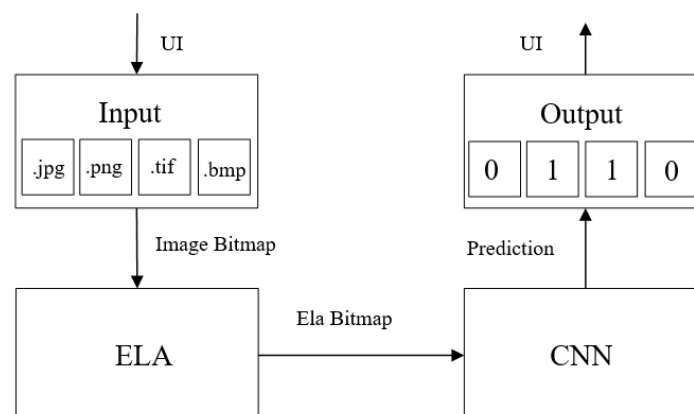 UI
UI
Input
Output
.jpg .png .tif .bmp
0 1 1 0
Image Bitmap
Prediction
Ela Bitmap
ELA
CNN